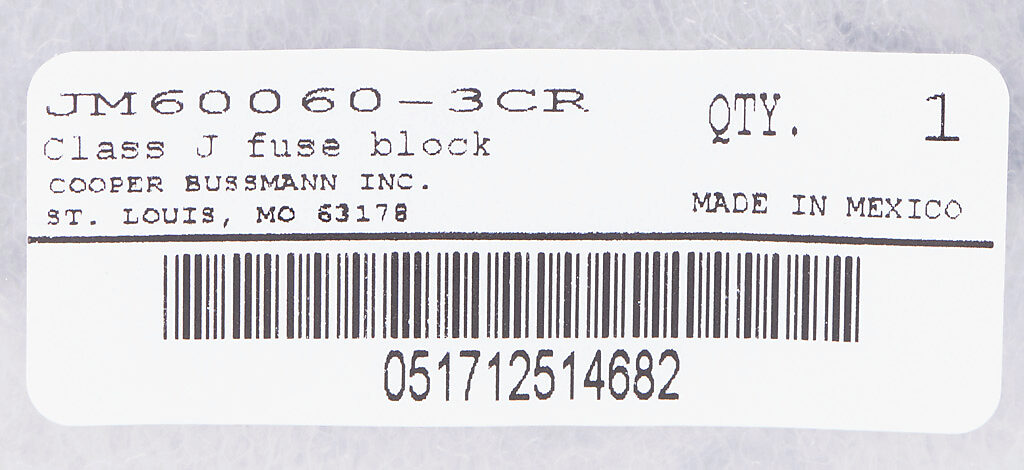 JM60060-3CR
QTY. 1
Class J fuse block
COOPER BUSSMANN INC.
ST. LOUIS, MO 63178
MADE IN MEXICO
051712514682